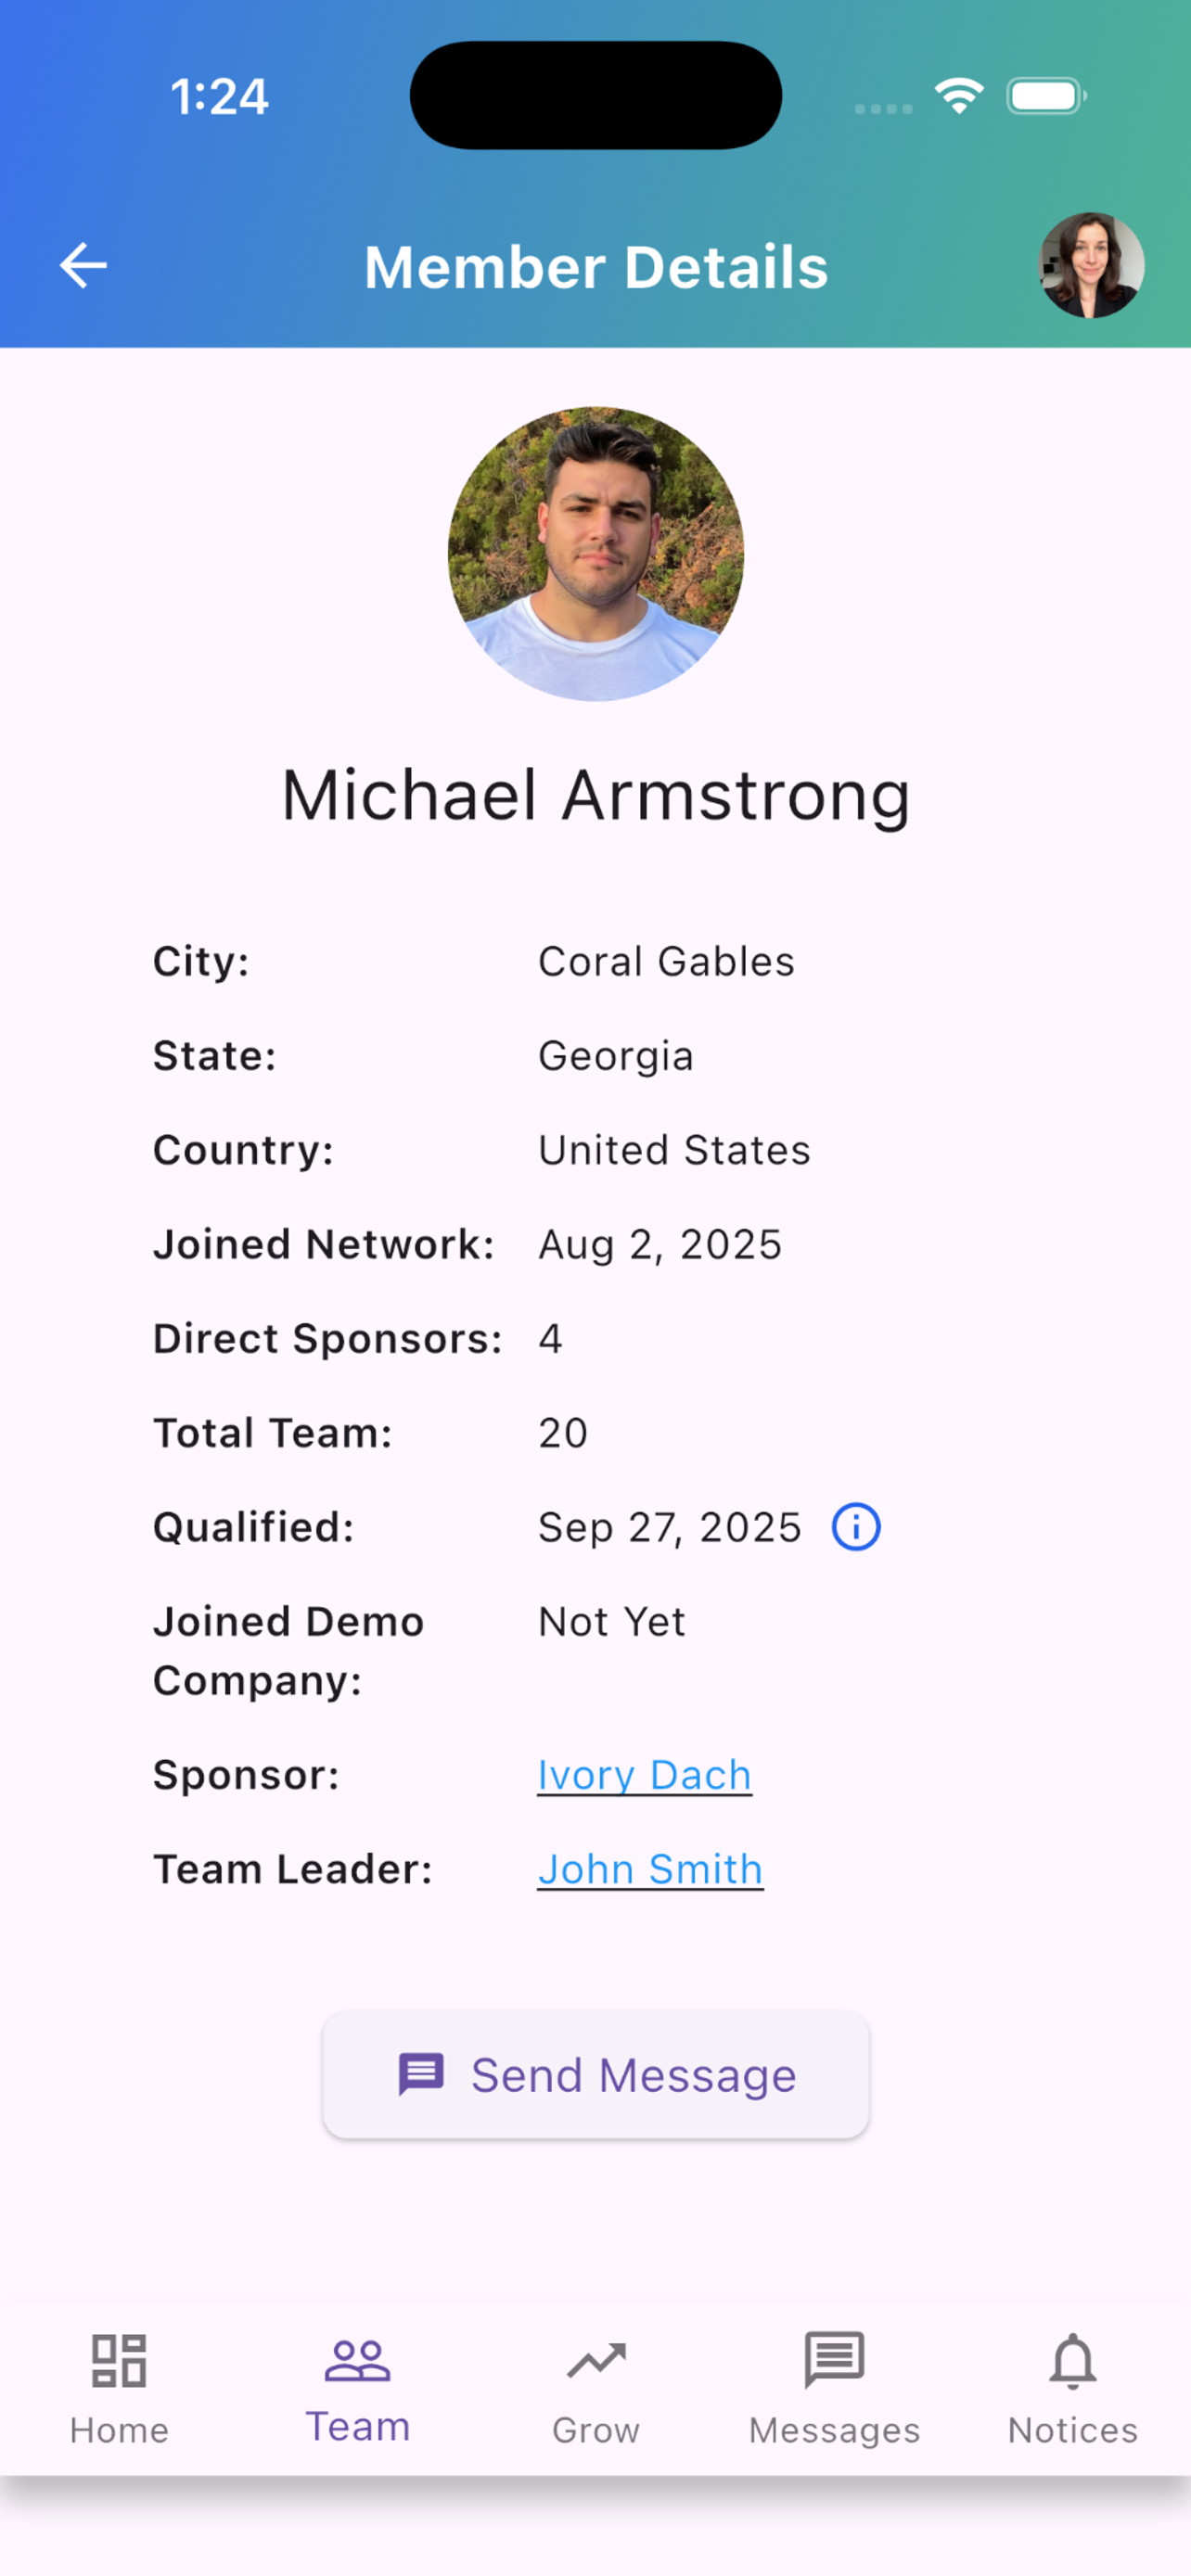 1:24
Member Details
Michael Armstrong
City: Coral Gables
State: Georgia
Country: United States
Joined Network: Aug 2, 2025
Direct Sponsors: 4
Total Team: 20
Qualified: Sep 27, 2025
Joined Demo Not Yet
Company:
Sponsor: Ivory Dach
Team Leader: John Smith
Send Message
Home Team Grow Messages Notices